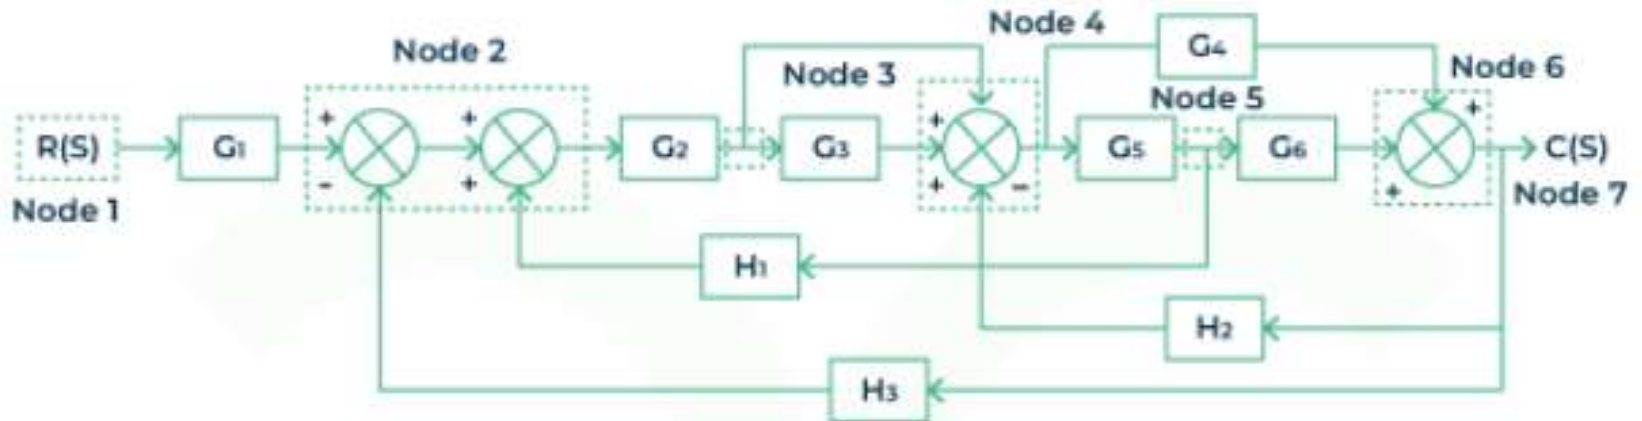 Node 4
G4
Node 2
Node 3
Node 6
Node 5
+
+
+
+
R(S)
G1
G2
G3
G5
G6
C(S)
-
+
+
-
+
Node 1
Node 7
H1
H2
H3